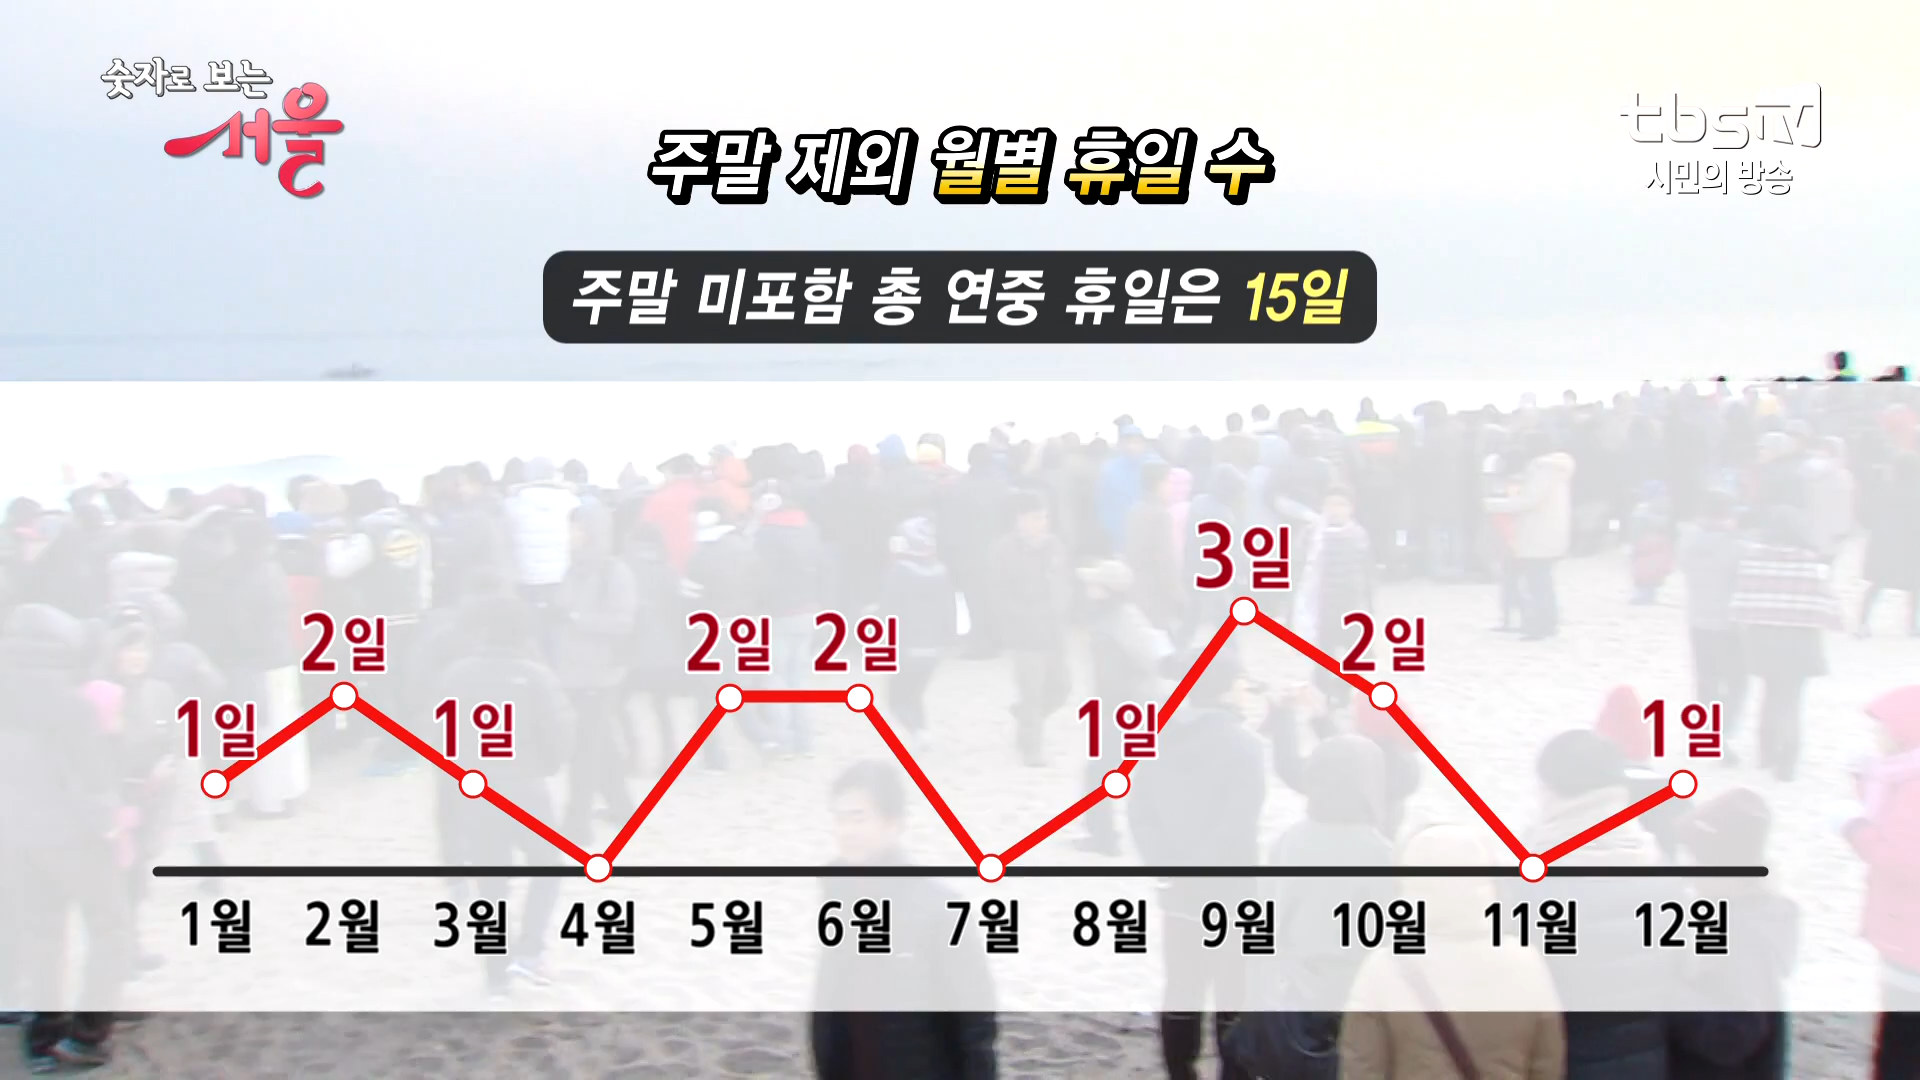 숫자로 보는
서울
tbs TV
시민의 방송
주말 제외 월별 휴일 수
주말 미포함 총 연중 휴일은 15일
1일 2일 1일 2일 2일 1일 3일 2일 1일
1월 2월 3월 4월 5월 6월 7월 8월 9월 10월 11월 12월